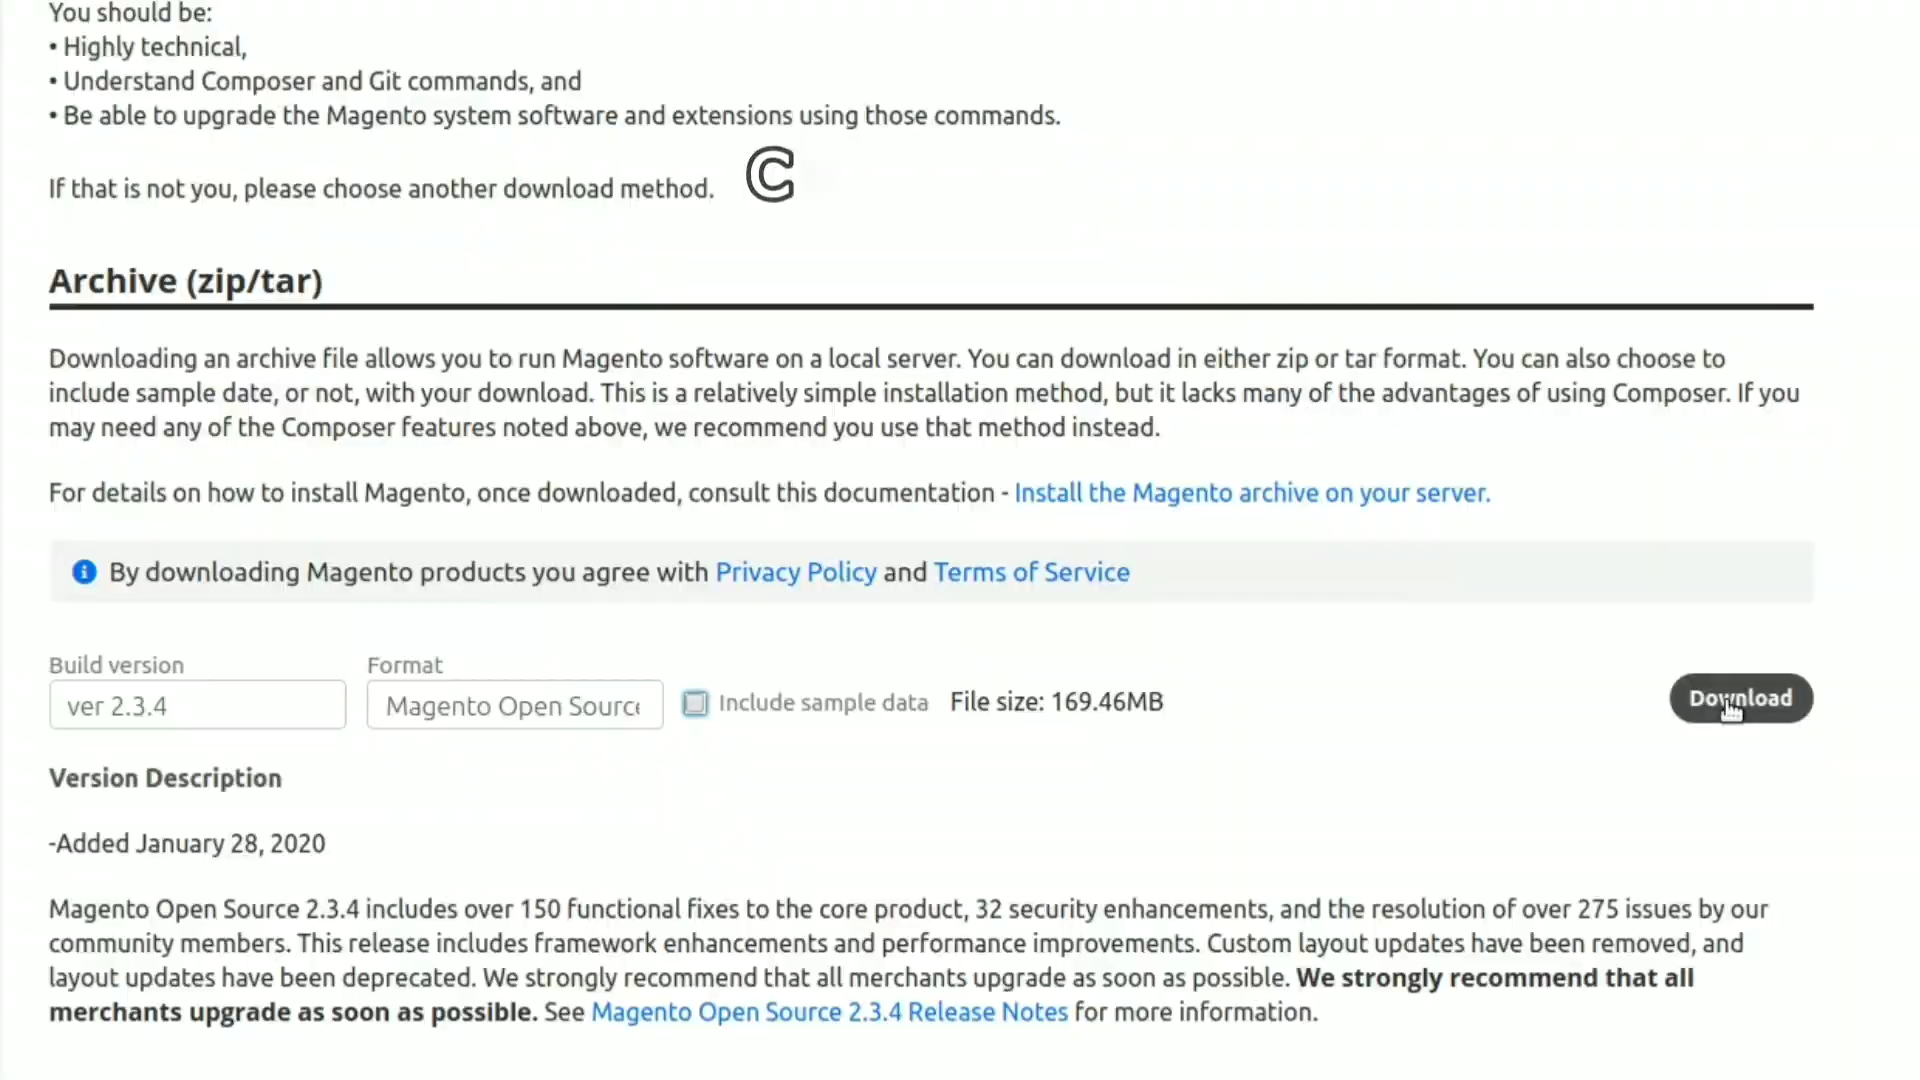 You should be:
• Highly technical,
• Understand Composer and Git commands, and
• Be able to upgrade the Magento system software and extensions using those commands.
If that is not you, please choose another download method.
C
Archive (zip/tar)
Downloading an archive file allows you to run Magento software on a local server. You can download in either zip or tar format. You can also choose to
include sample date, or not, with your download. This is a relatively simple installation method, but it lacks many of the advantages of using Composer. If you
may need any of the Composer features noted above, we recommend you use that method instead.
For details on how to install Magento, once downloaded, consult this documentation - Install the Magento archive on your server.
By downloading Magento products you agree with Privacy Policy and Terms of Service
Build version
Format
ver 2.3.4
Magento Open Source
Include sample data
File size: 169.46MB
Download
Version Description
-Added January 28, 2020
Magento Open Source 2.3.4 includes over 150 functional fixes to the core product, 32 security enhancements, and the resolution of over 275 issues by our
community members. This release includes framework enhancements and performance improvements. Custom layout updates have been removed, and
layout updates have been deprecated. We strongly recommend that all merchants upgrade as soon as possible. We strongly recommend that all
merchants upgrade as soon as possible. See Magento Open Source 2.3.4 Release Notes for more information.